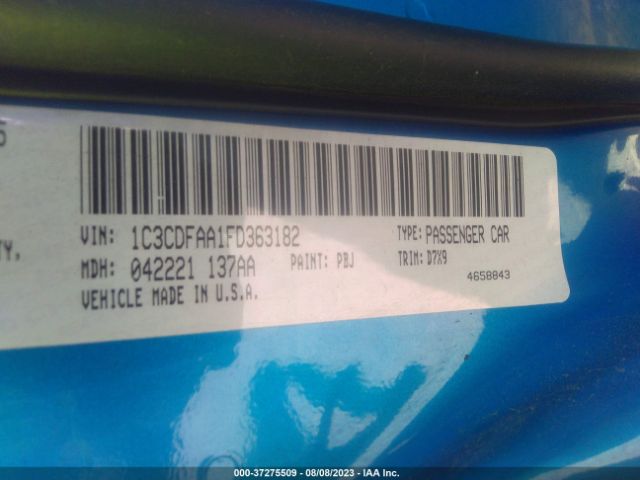 VIN: 1C3CDFAA1FD363182 TYPE: PASSENGER CAR
TY, MDH: 042221 137AA PAINT: PBJ TRIM: D7X9
VEHICLE MADE IN U.S.A. 4658843
000-37275509 - 08/08/2023 - IAA Inc.